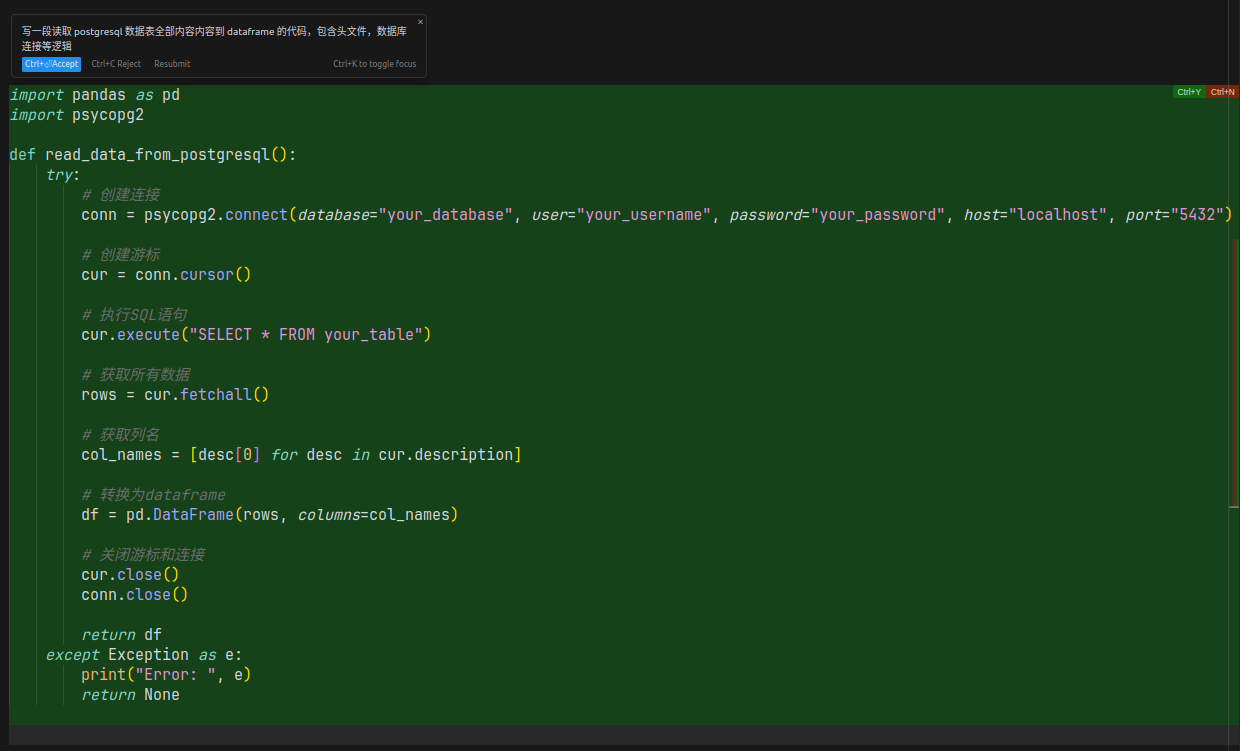 写一段读取 postgresql 数据表全部内容内容到 dataframe 的代码，包含头文件，数据库
连接等逻辑
Ctrl+⏎Accept Ctrl+C Reject Resubmit Ctrl+K to toggle focus
import pandas as pd
Ctrl+Y Ctrl+N
import psycopg2
def read_data_from_postgresql():
try:
# 创建连接
conn = psycopg2.connect(database="your_database", user="your_username", password="your_password", host="localhost", port="5432")
# 创建游标
cur = conn.cursor()
# 执行SQL语句
cur.execute("SELECT * FROM your_table")
# 获取所有数据
rows = cur.fetchall()
# 获取列名
col_names = [desc[0] for desc in cur.description]
# 转换为dataframe
df = pd.DataFrame(rows, columns=col_names)
# 关闭游标和连接
cur.close()
conn.close()
return df
except Exception as e:
print("Error: ", e)
return None